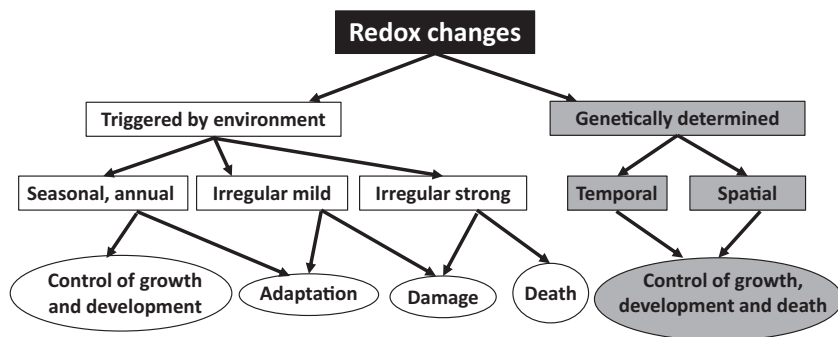 Redox changes
Triggered by environment
Genetically determined
Seasonal, annual
Irregular mild
Irregular strong
Temporal
Spatial
Control of growth
and development
Adaptation
Damage
Death
Control of growth,
development and death